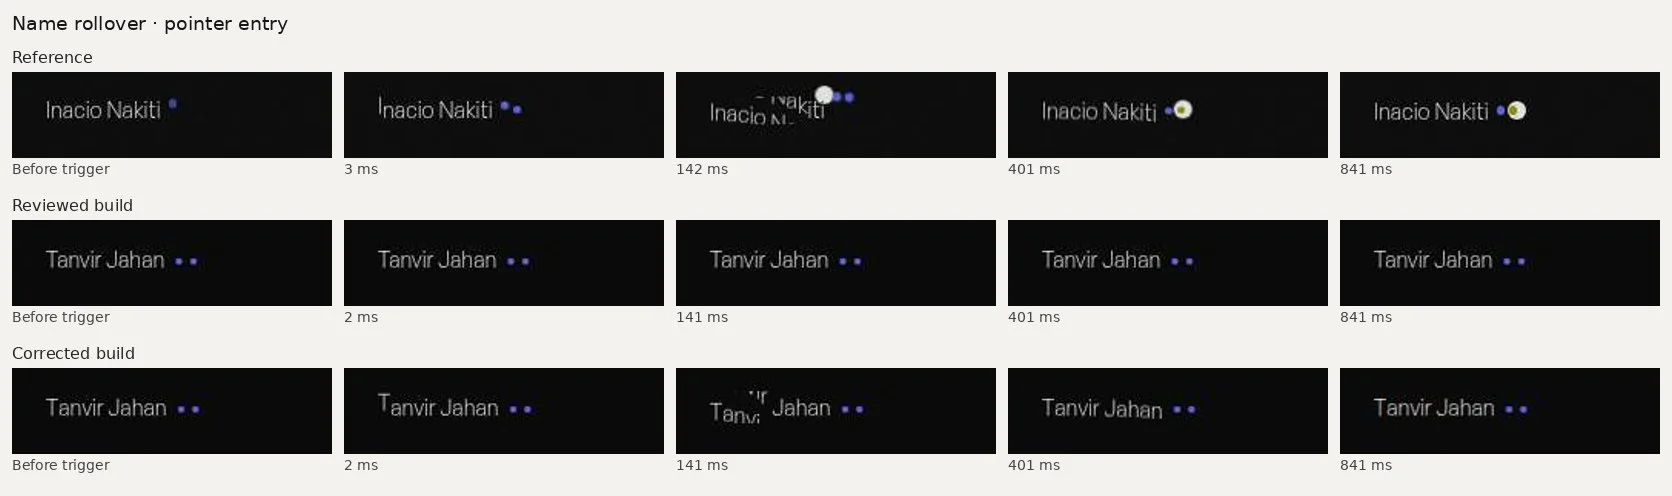 Name rollover · pointer entry
Reference
Inacio Nakiti
Inacio Nakiti
Inacio Nakiti
Inacio Nakiti
Inacio Nakiti
Before trigger
3 ms
142 ms
401 ms
841 ms
Reviewed build
Tanvir Jahan
Tanvir Jahan
Tanvir Jahan
Tanvir Jahan
Tanvir Jahan
Before trigger
2 ms
141 ms
401 ms
841 ms
Corrected build
Tanvir Jahan
Tanvir Jahan
Tanvir Jahan
Tanvir Jahan
Tanvir Jahan
Before trigger
2 ms
141 ms
401 ms
841 ms